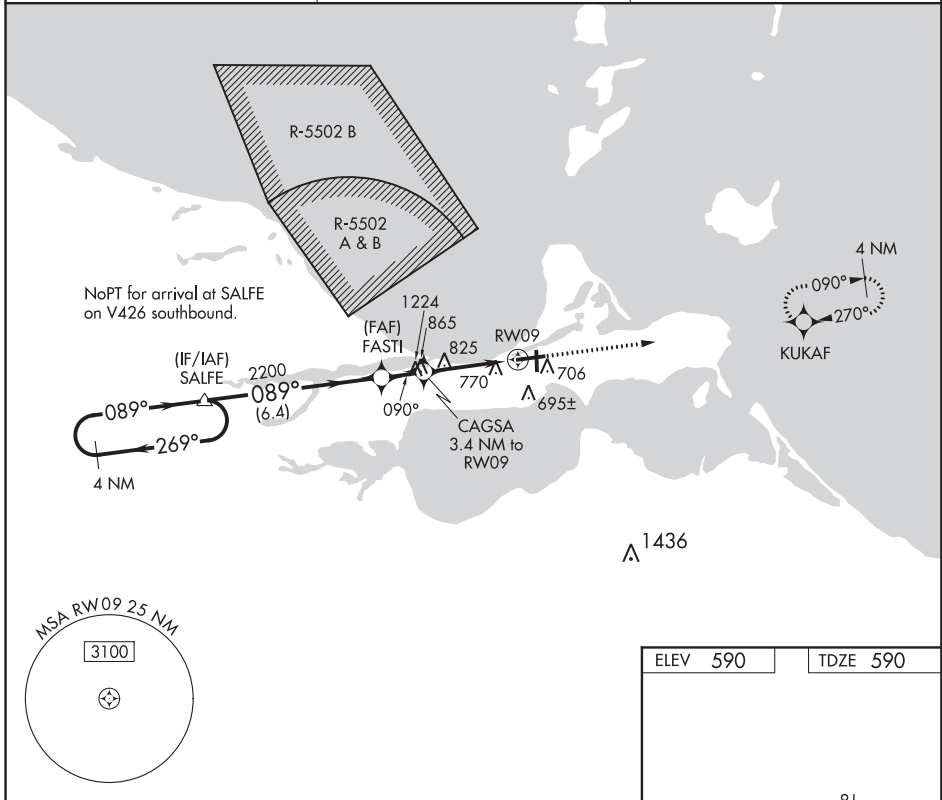 R-5502 B
R-5502
A & B
4 NM
090°
270°
KUKAF
NoPT for arrival at SALFE
on V426 southbound.
1224
865
(FAF)
FASTI
825
RW09
(IF/IAF)
SALFE
2200
089°
089°
(6.4)
090°
770
706
695±
269°
CAGSA
3.4 NM to
RW09
4 NM
1436
MSA RW09 25 NM
3100
ELEV 590
TDZE 590